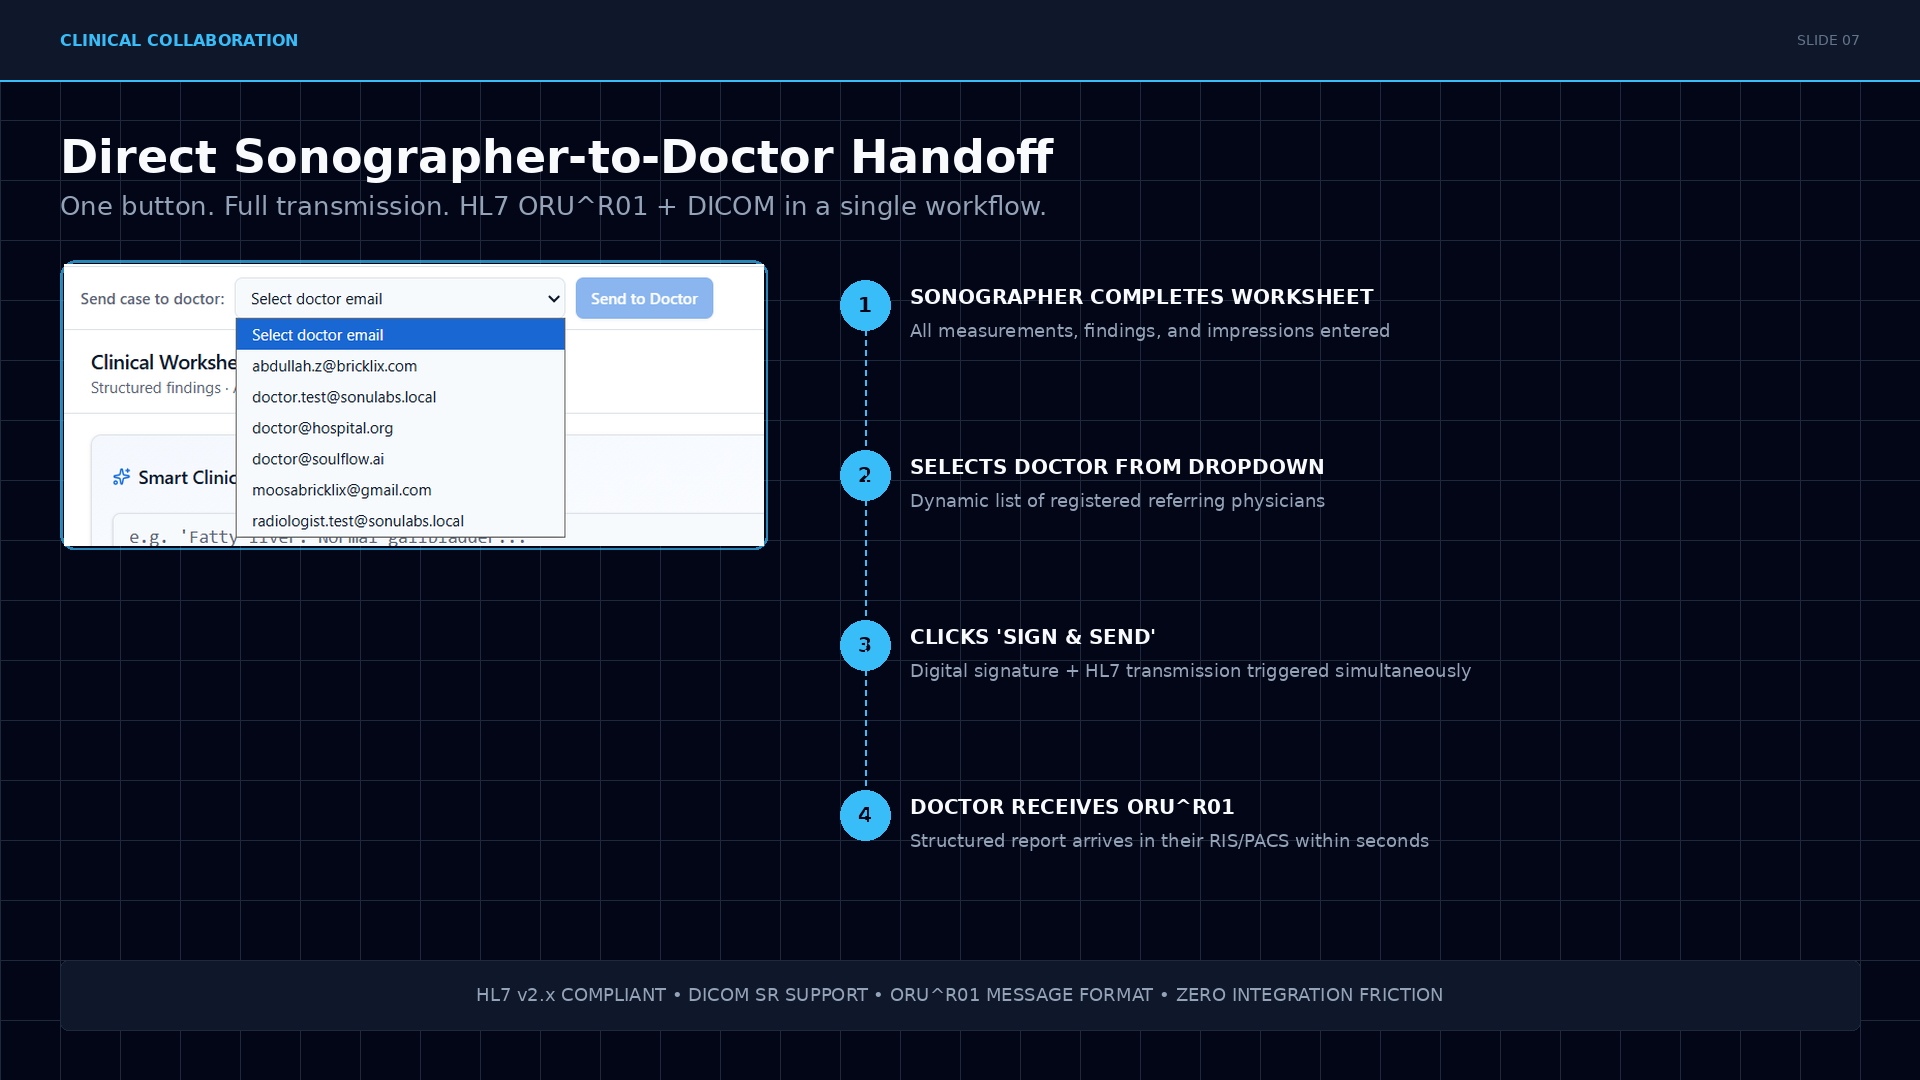 CLINICAL COLLABORATION
SLIDE 07
Direct Sonographer-to-Doctor Handoff
One button. Full transmission. HL7 ORU^R01 + DICOM in a single workflow.
Send case to doctor:
Select doctor email
Send to Doctor
Select doctor email
abdullah.z@bricklix.com
doctor.test@sonulabs.local
doctor@hospital.org
doctor@soulflow.ai
moosabricklix@gmail.com
radiologist.test@sonulabs.local
Clinical Workshe
Structured findings ·
Smart Clinic
e.g. 'Fatty liver. Normal gallbladder...
1
SONOGRAPHER COMPLETES WORKSHEET
All measurements, findings, and impressions entered
2
SELECTS DOCTOR FROM DROPDOWN
Dynamic list of registered referring physicians
3
CLICKS 'SIGN & SEND'
Digital signature + HL7 transmission triggered simultaneously
4
DOCTOR RECEIVES ORU^R01
Structured report arrives in their RIS/PACS within seconds
HL7 v2.x COMPLIANT • DICOM SR SUPPORT • ORU^R01 MESSAGE FORMAT • ZERO INTEGRATION FRICTION